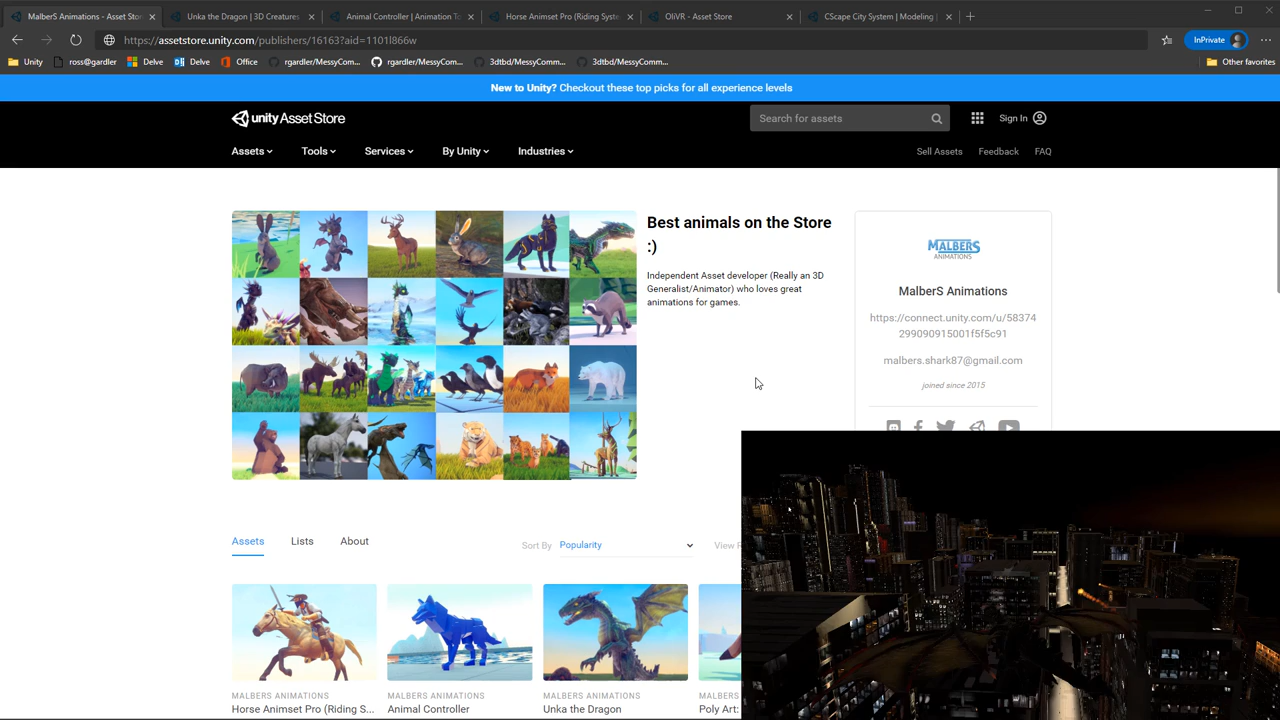 MalberS Animations - Asset Stor
Unka the Dragon | 3D Creatures
Animal Controller | Animation To
Horse Animset Pro (Riding Syste
OliVR - Asset Store
CScape City System | Modeling |
https://assetstore.unity.com/publishers/16163?aid=1101l866w
InPrivate
Unity
ross@gardler
Delve
Delve
Office
rgardler/MessyCom...
rgardler/MessyCom...
3dtbd/MessyComm...
3dtbd/MessyComm...
Other favorites
New to Unity? Checkout these top picks for all experience levels
unity Asset Store
Search for assets
Sign In
Assets
Tools
Services
By Unity
Industries
Sell Assets
Feedback
FAQ
Best animals on the Store
:)
Independent Asset developer (Really an 3D
Generalist/Animator) who loves great
animations for games.
MALBERS
ANIMATIONS
MalberS Animations
https://connect.unity.com/u/58374
299090915001f5f5c91
malbers.shark87@gmail.com
joined since 2015
Assets
Lists
About
Sort By
Popularity
View
MALBERS ANIMATIONS
Horse Animset Pro (Riding S...
MALBERS ANIMATIONS
Animal Controller
MALBERS ANIMATIONS
Unka the Dragon
MALBERS
Poly Art: